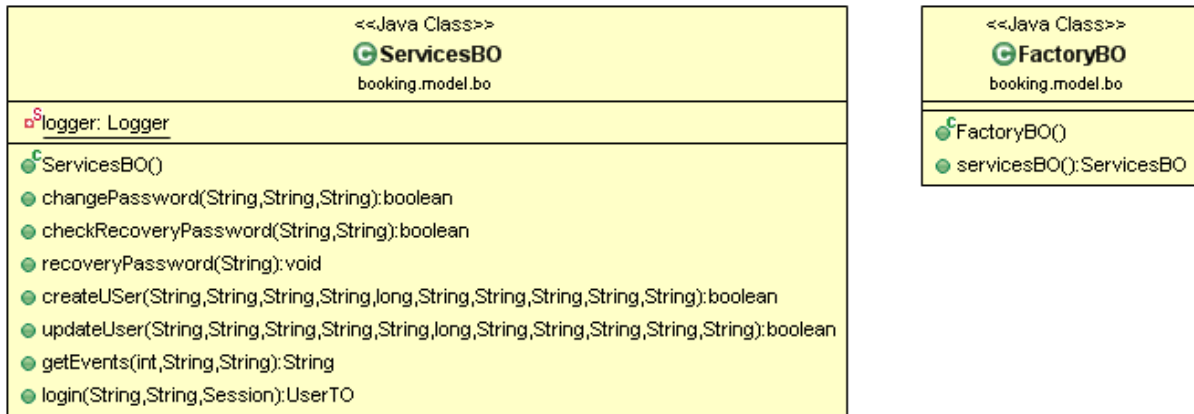 <<Java Class>>
ServicesBO
booking.model.bo
logger: Logger
ServicesBO()
changePassword(String,String,String):boolean
checkRecoveryPassword(String,String):boolean
recoveryPassword(String):void
createUSer(String,String,String,String,long,String,String,String,String,String):boolean
updateUser(String,String,String,String,String,long,String,String,String,String,String):boolean
getEvents(int,String,String):String
login(String,String,Session):UserTO
<<Java Class>>
FactoryBO
booking.model.bo
FactoryBO()
servicesBO():ServicesBO